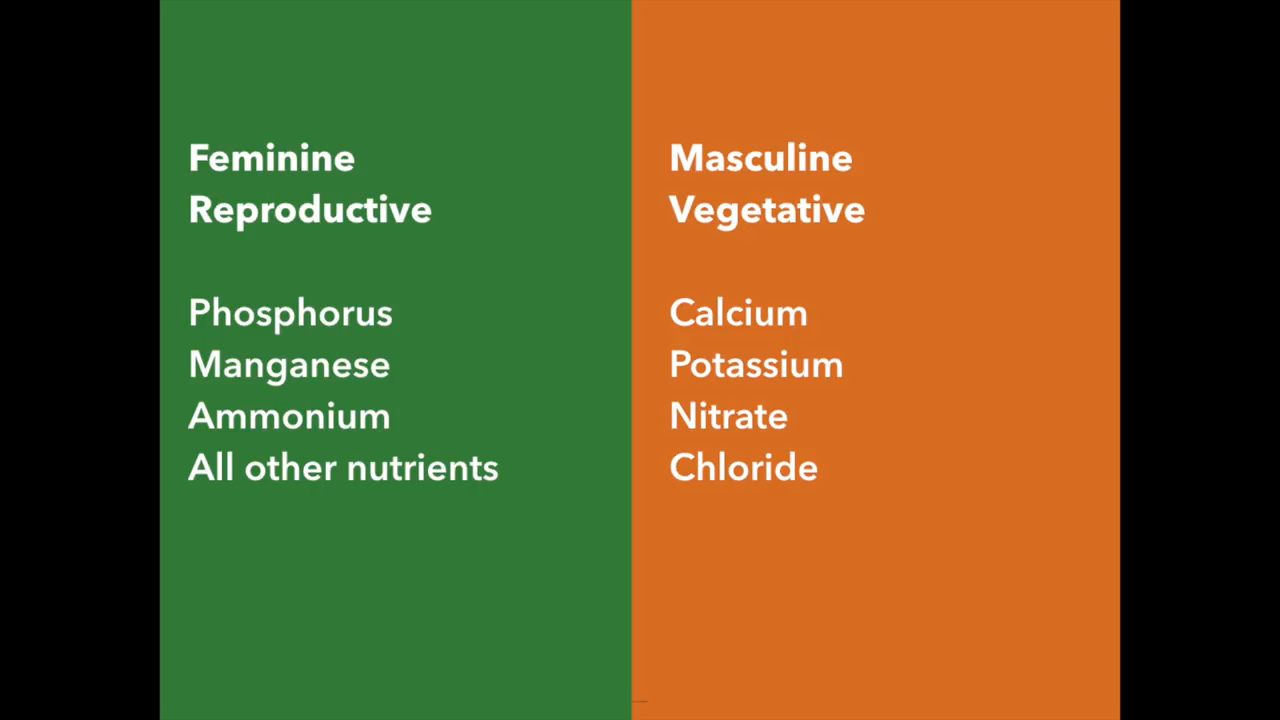 Feminine
Reproductive
Phosphorus
Manganese
Ammonium
All other nutrients
Masculine
Vegetative
Calcium
Potassium
Nitrate
Chloride